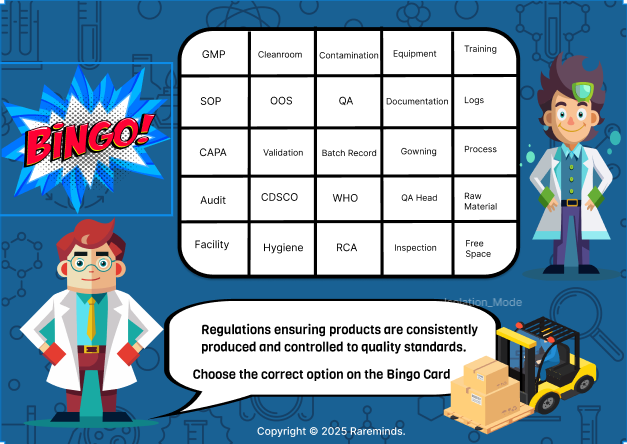 BINGO!
GMP Cleanroom Contamination Equipment Training
SOP OOS QA Documentation Logs
CAPA Validation Batch Record Gowning Process
Audit CDSCO WHO QA Head Raw
Material
Facility Hygiene RCA Inspection Free
Space
Isolation_Mode
Regulations ensuring products are consistently
produced and controlled to quality standards.
Choose the correct option on the Bingo Card
Copyright © 2025 Rareminds.